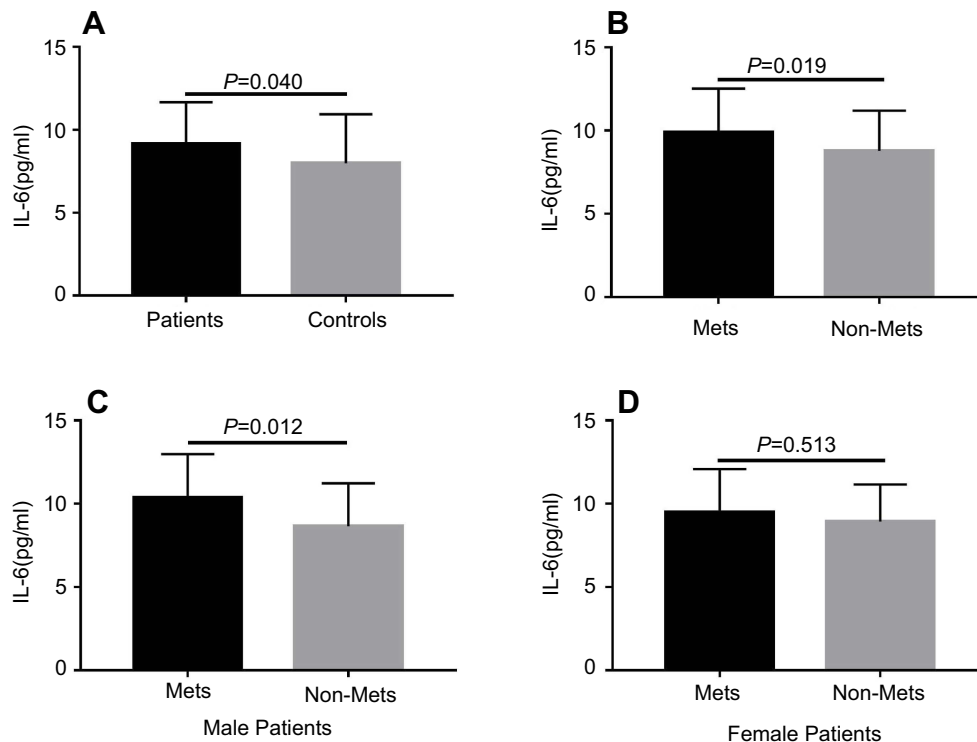 A
15
10
5
0
IL-6(pg/ml)
P=0.040
Patients
Controls
B
15
10
5
0
IL-6(pg/ml)
P=0.019
Mets
Non-Mets
C
15
10
5
0
IL-6(pg/ml)
P=0.012
Mets
Non-Mets
Male Patients
D
15
10
5
0
IL-6(pg/ml)
P=0.513
Mets
Non-Mets
Female Patients